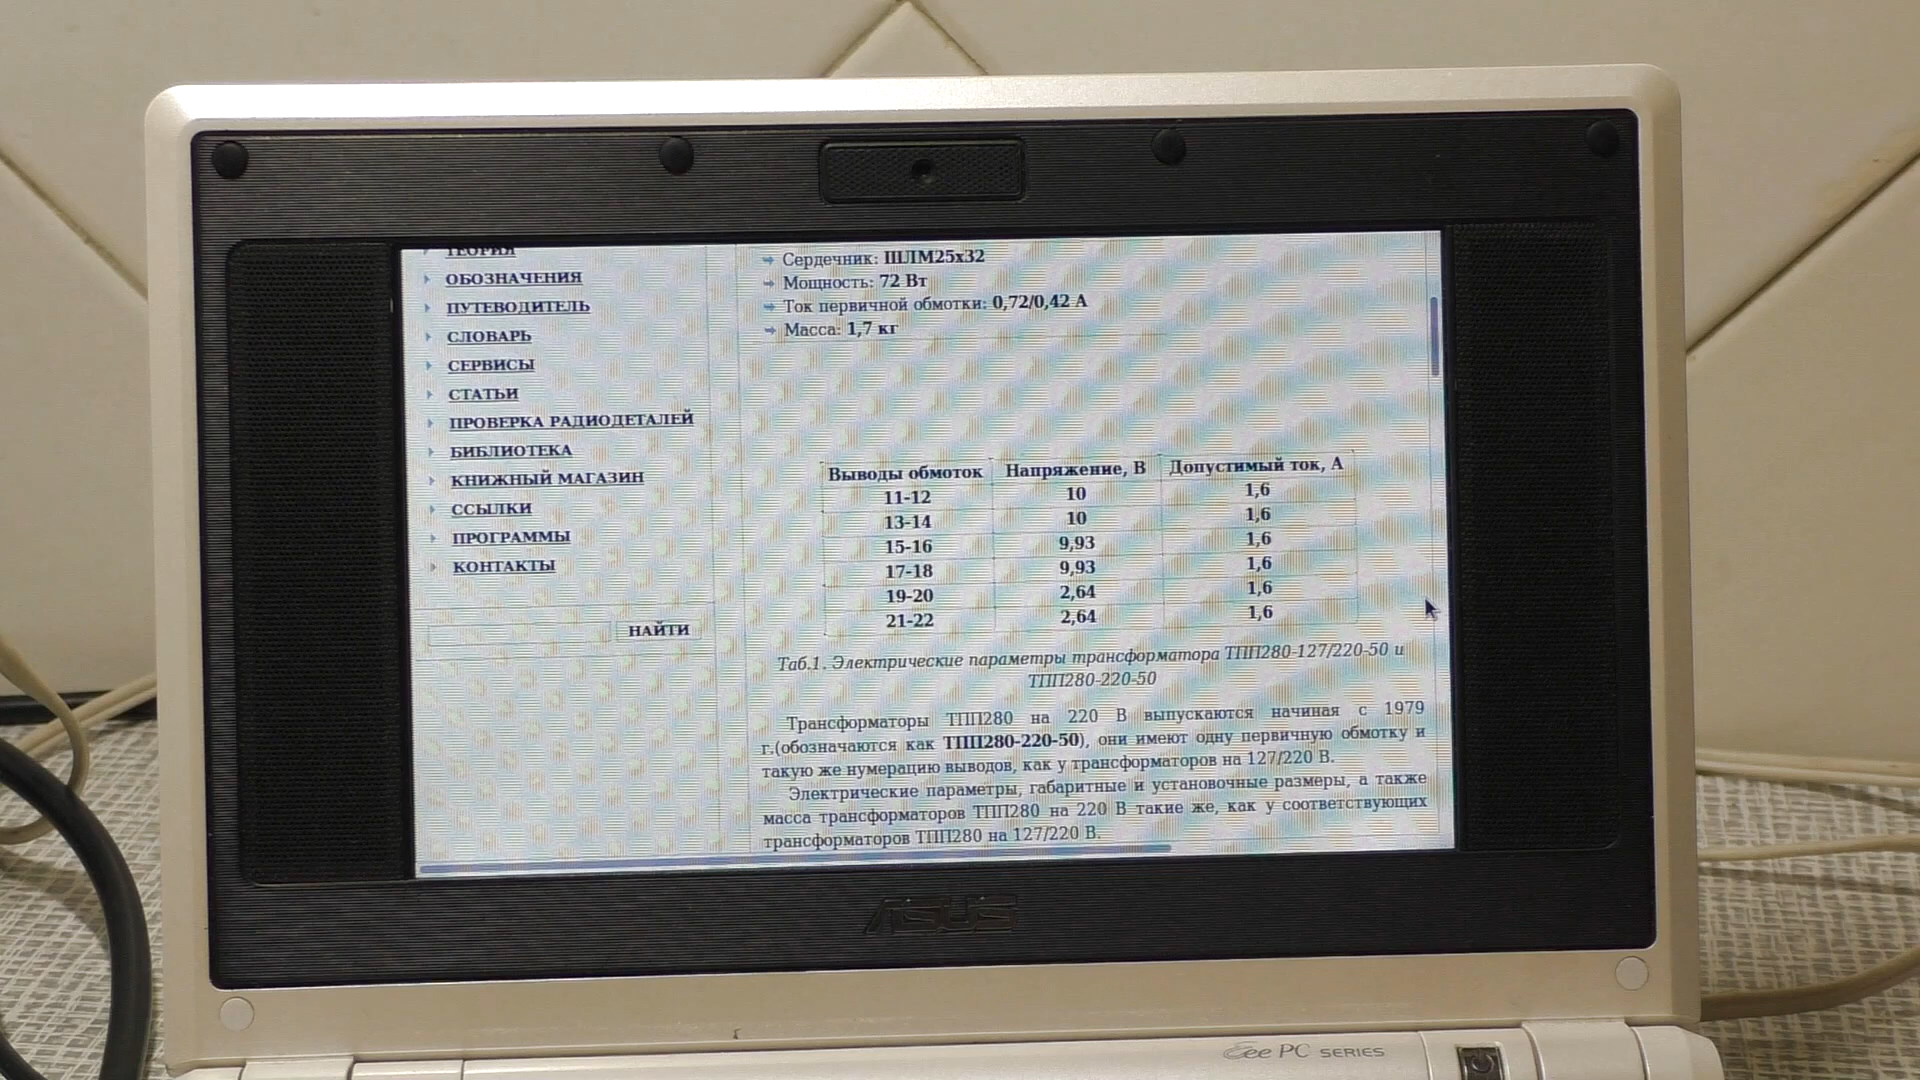 ТЕОРИЯ
ОБОЗНАЧЕНИЯ
ПУТЕВОДИТЕЛЬ
СЛОВАРЬ
СЕРВИСЫ
СТАТЬИ
ПРОВЕРКА РАДИОДЕТАЛЕЙ
БИБЛИОТЕКА
КНИЖНЫЙ МАГАЗИН
ССЫЛКИ
ПРОГРАММЫ
КОНТАКТЫ
НАЙТИ
Сердечник: ШЛМ25х32
Мощность: 72 Вт
Ток первичной обмотки: 0,72/0,42 А
Масса: 1,7 кг
Выводы обмоток Напряжение, В Допустимый ток, А
11-12 10 1,6
13-14 10 1,6
15-16 9,93 1,6
17-18 9,93 1,6
19-20 2,64 1,6
21-22 2,64 1,6
Таб.1. Электрические параметры трансформатора ТПП280-127/220-50 и
ТПП280-220-50
Трансформаторы ТПП280 на 220 В выпускаются начиная с 1979
г.(обозначаются как ТПП280-220-50), они имеют одну первичную обмотку и
такую же нумерацию выводов, как у трансформаторов на 127/220 В.
Электрические параметры, габаритные и установочные размеры, а также
масса трансформаторов ТПП280 на 220 В такие же, как у соответствующих
трансформаторов ТПП280 на 127/220 В.
ASUS
Eee PC SERIES